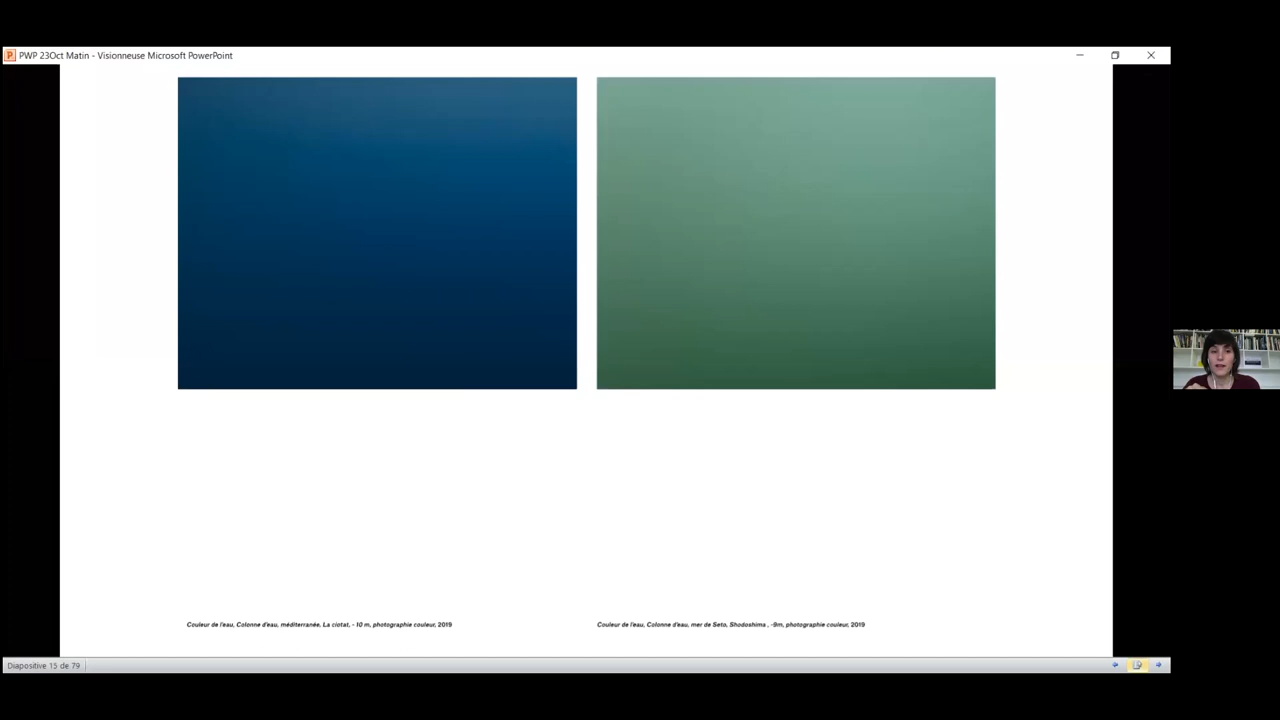 PWP 23Oct Matin - Visionneuse Microsoft PowerPoint
Couleur de l'eau, Colonne d'eau, méditerranée, La ciotat, - 10 m, photographie couleur, 2019
Couleur de l'eau, Colonne d'eau, mer de Seto, Shodoshima , -9m, photographie couleur, 2019
Diapositive 15 de 79